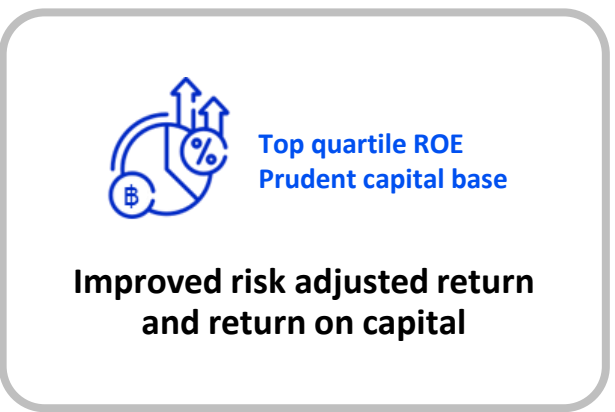 %
฿
Top quartile ROE
Prudent capital base
Improved risk adjusted return
and return on capital